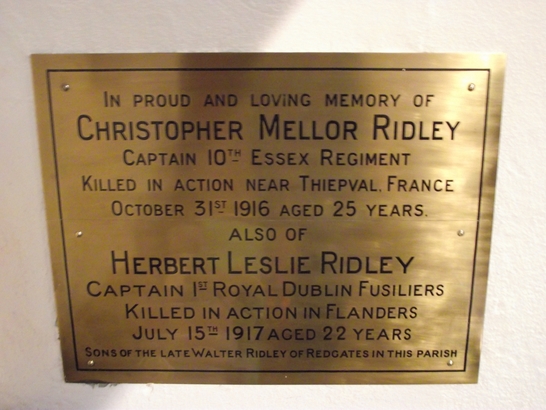 IN PROUD AND LOVING MEMORY OF
CHRISTOPHER MELLOR RIDLEY
CAPTAIN 10TH ESSEX REGIMENT
KILLED IN ACTION NEAR THIEPVAL, FRANCE
OCTOBER 31ST 1916 AGED 25 YEARS.
ALSO OF
HERBERT LESLIE RIDLEY
CAPTAIN 1ST ROYAL DUBLIN FUSILIERS
KILLED IN ACTION IN FLANDERS
JULY 15TH 1917 AGED 22 YEARS
SONS OF THE LATE WALTER RIDLEY OF REDGATES IN THIS PARISH